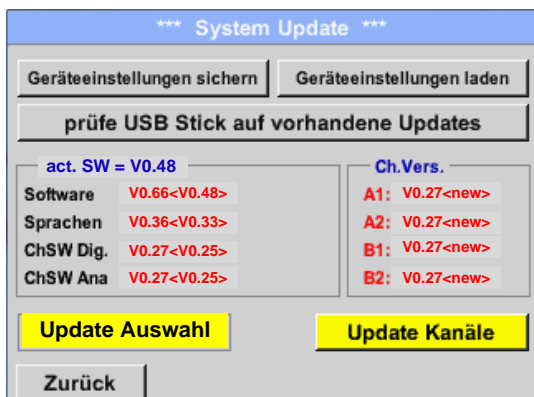 *** System Update ***
Geräteeinstellungen sichern
Geräteeinstellungen laden
prüfe USB Stick auf vorhandene Updates
act. SW = V0.48
Software V0.66<V0.48>
Sprachen V0.36<V0.33>
ChSW Dig. V0.27<V0.25>
ChSW Ana V0.27<V0.25>
Ch.Vers.
A1: V0.27<new>
A2: V0.27<new>
B1: V0.27<new>
B2: V0.27<new>
Update Auswahl
Update Kanäle
Zurück